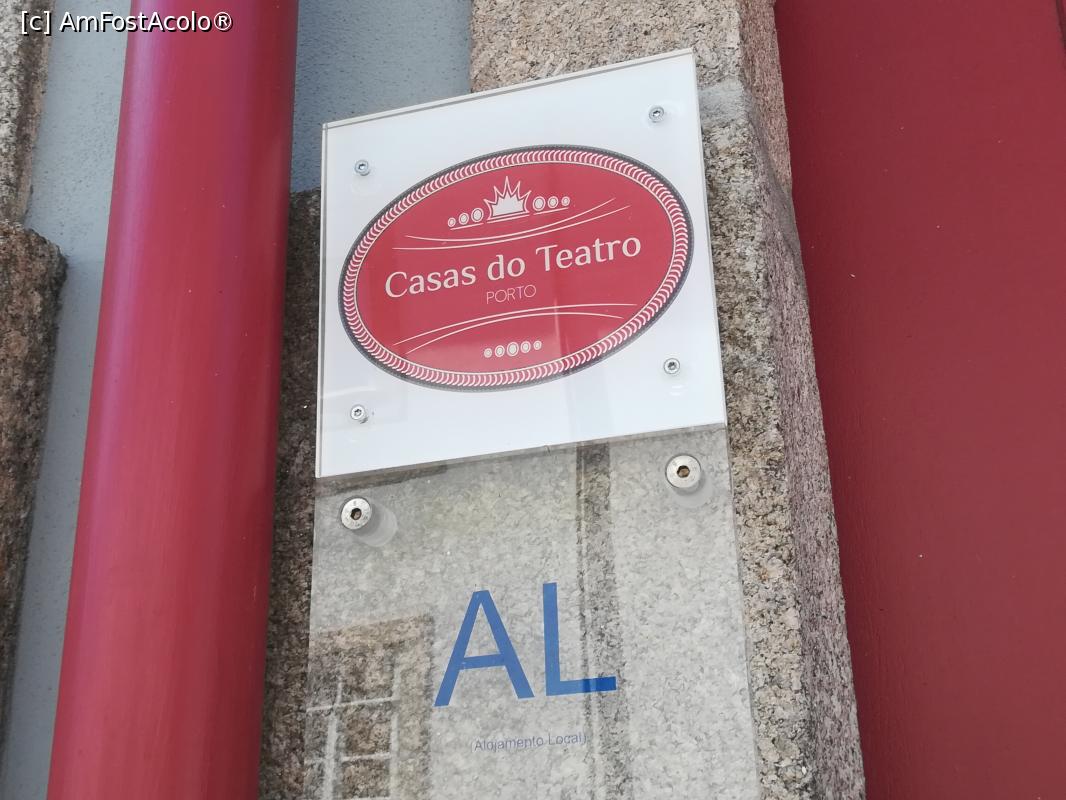 [c] AmFostAcolo®
Casas do Teatro
PORTO
AL
(Alojamento Local)